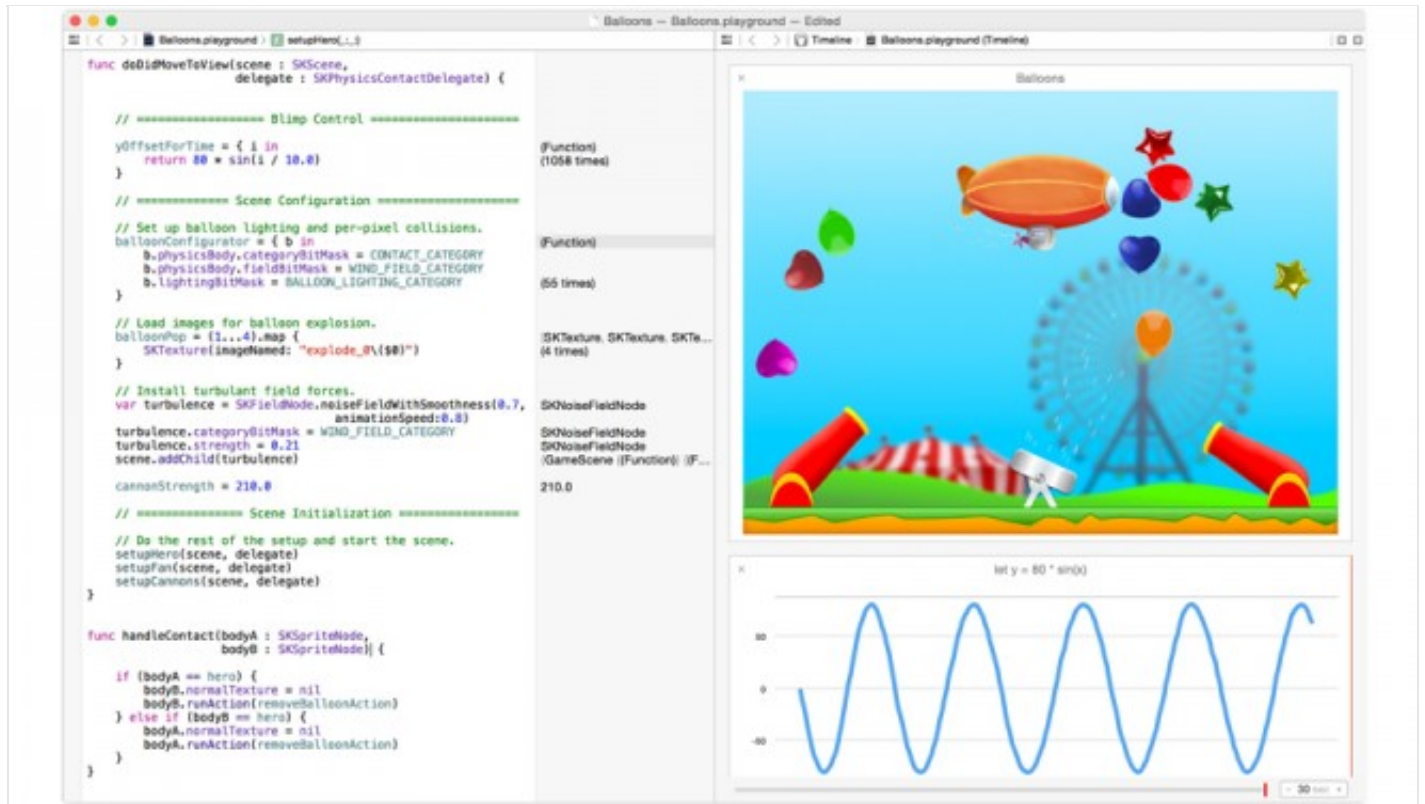 Balloons — Balloons.playground — Edited
Balloons.playground › setupHero(_:_:)
Timeline › Balloons.playground (Timeline)
func doDidMoveToView(scene : SKScene,
delegate : SKPhysicsContactDelegate) {
// ================== Blimp Control =====================
yOffsetForTime = { i in
return 80 * sin(i / 10.0)
}
// ============= Scene Configuration ====================
// Set up balloon lighting and per-pixel collisions.
balloonConfigurator = { b in
b.physicsBody.categoryBitMask = CONTACT_CATEGORY
b.physicsBody.fieldBitMask = WIND_FIELD_CATEGORY
b.lightingBitMask = BALLOON_LIGHTING_CATEGORY
}
// Load images for balloon explosion.
balloonPop = (1...4).map {
SKTexture(imageNamed: "explode_0\($0)")
}
// Install turbulant field forces.
var turbulence = SKFieldNode.noiseFieldWithSmoothness(0.7,
animationSpeed:0.8)
turbulence.categoryBitMask = WIND_FIELD_CATEGORY
turbulence.strength = 0.21
scene.addChild(turbulence)
cannonStrength = 210.0
// ============= Scene Initialization =================
// Do the rest of the setup and start the scene.
setupHero(scene, delegate)
setupFan(scene, delegate)
setupCannons(scene, delegate)
}
func handleContact(bodyA : SKSpriteNode,
bodyB : SKSpriteNode) {
if (bodyA == hero) {
bodyB.normalTexture = nil
bodyB.runAction(removeBalloonAction)
} else if (bodyB == hero) {
bodyA.normalTexture = nil
bodyA.runAction(removeBalloonAction)
}
}
(Function)
(1058 times)
(Function)
(55 times)
[SKTexture, SKTexture, SKTe...
(4 times)
SKNoiseFieldNode
SKNoiseFieldNode
SKNoiseFieldNode
{GameScene {(Function)} {(F...
210.0
Balloons
let y = 80 * sin(x)
50
0
-50
- 30 sec +